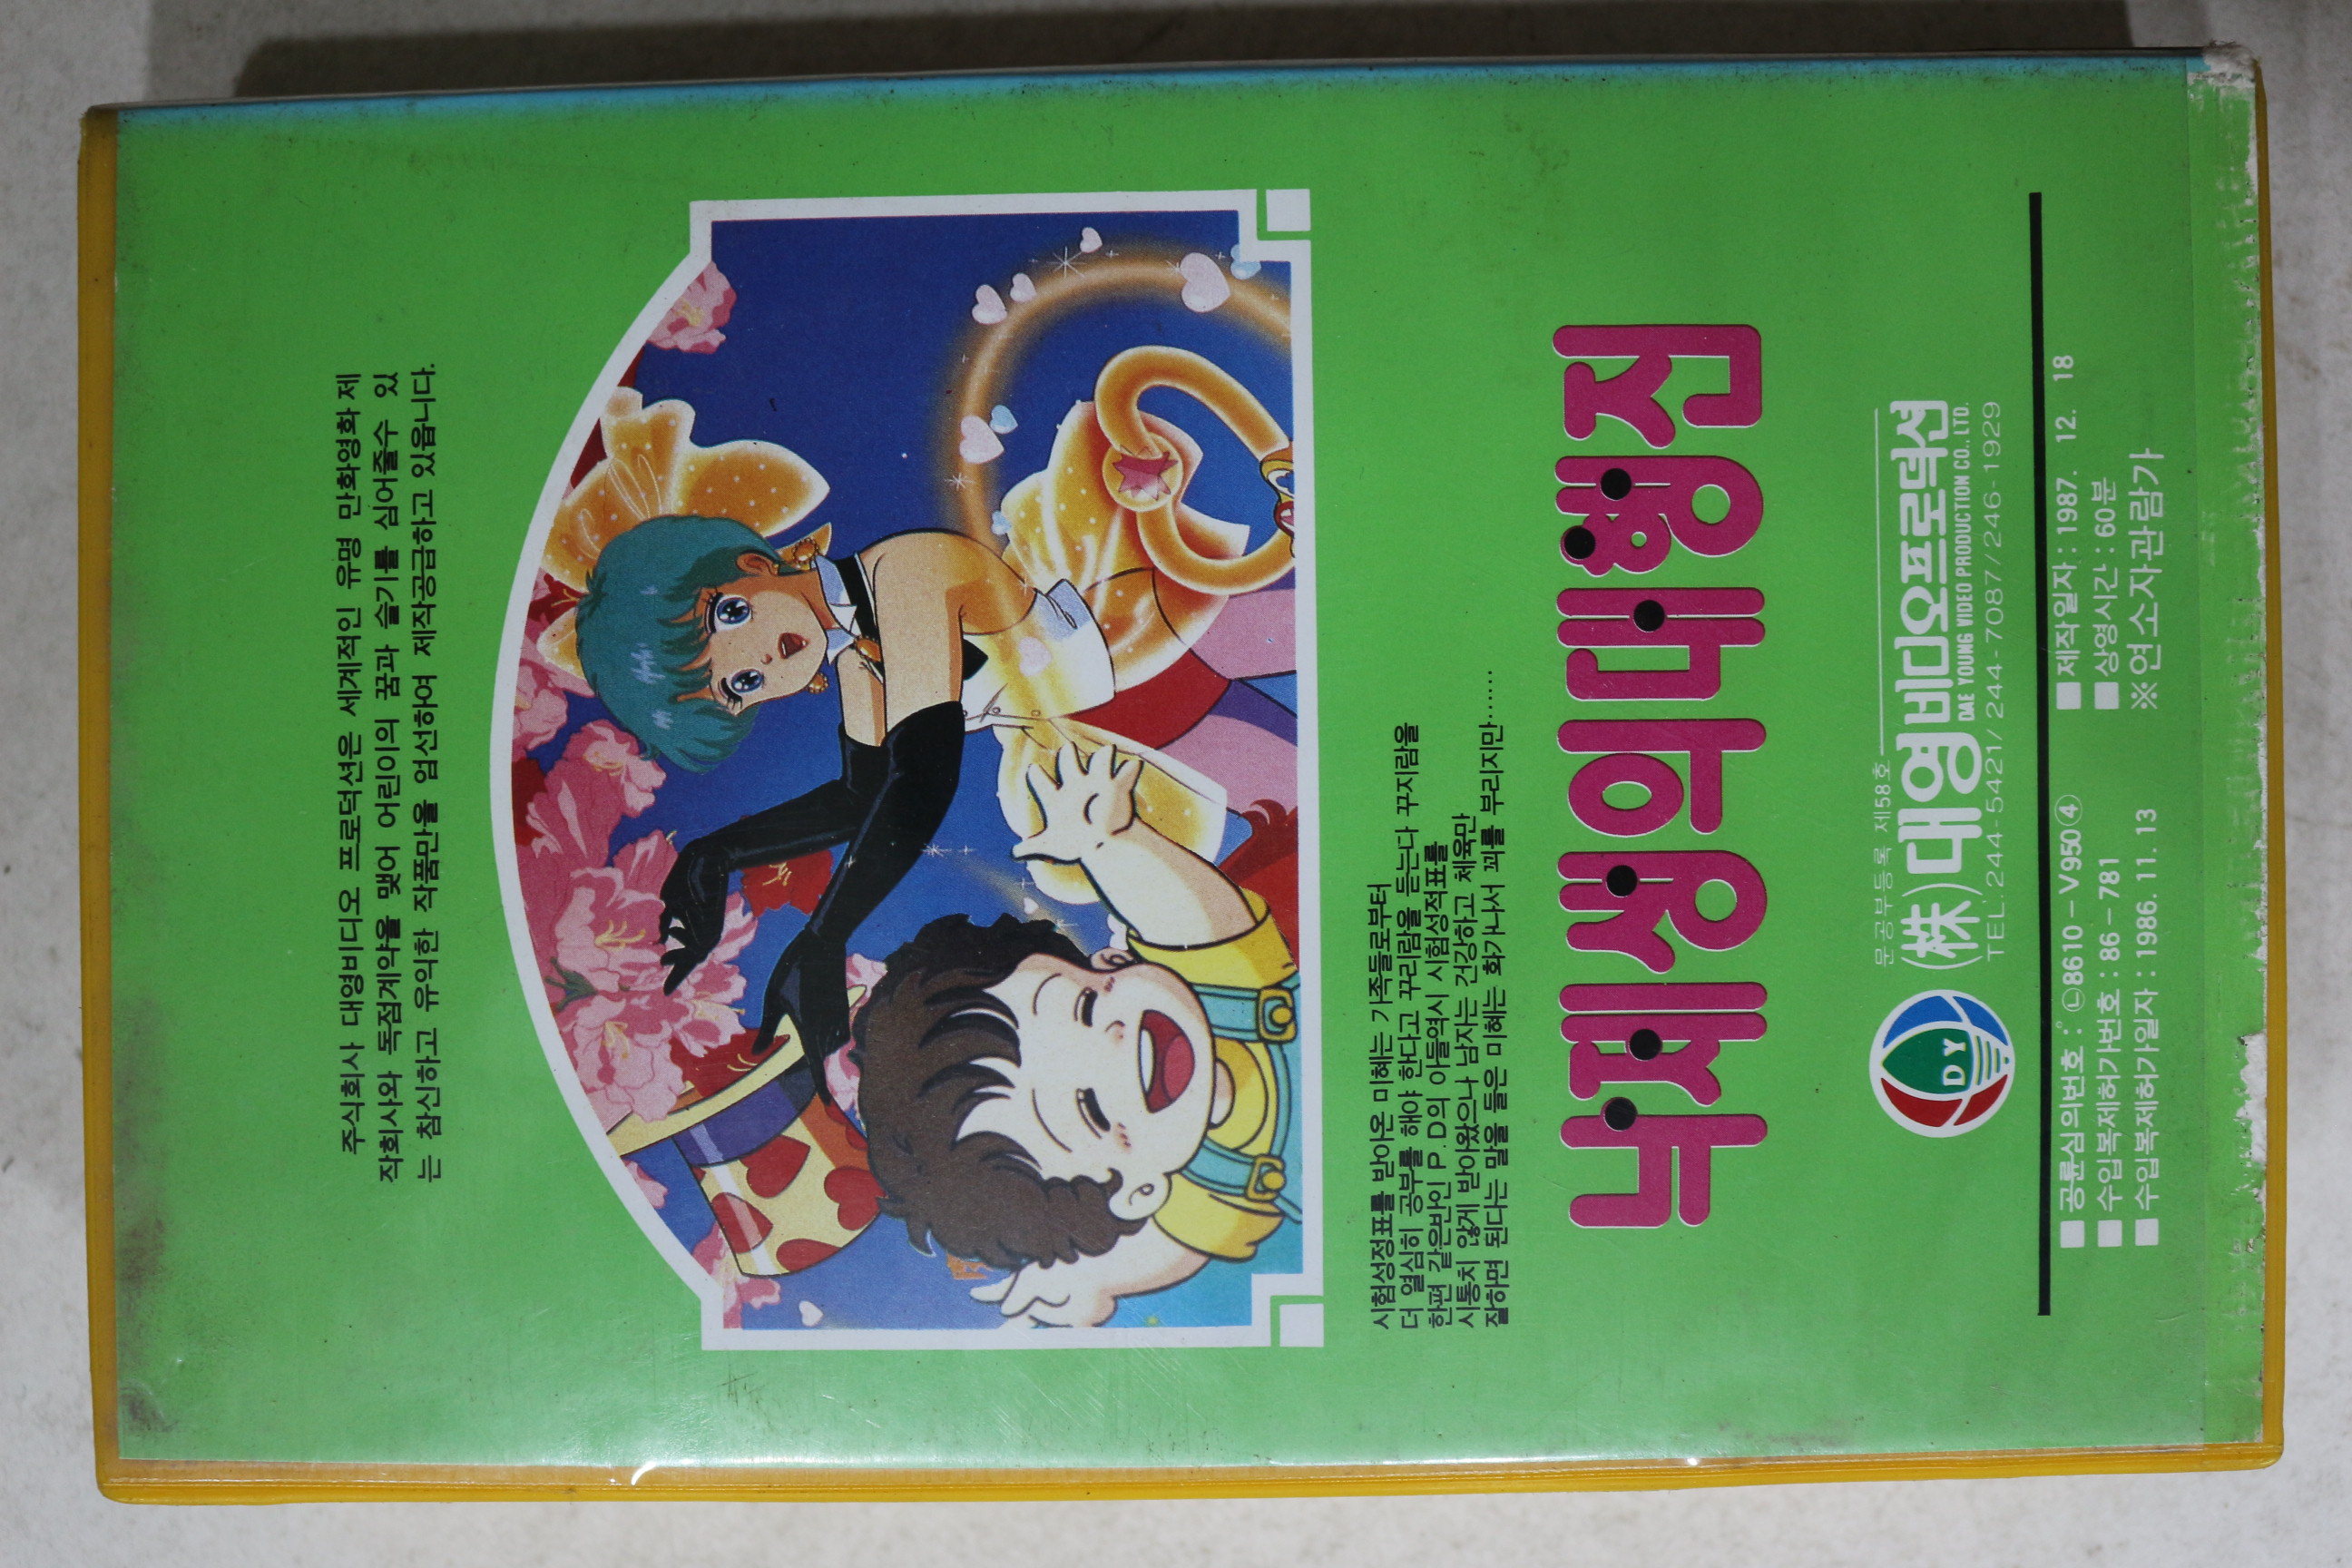 주식회사 대영비디오 프로덕션은 세계적인 유명 만화영화 제
작회사와 독점계약을 맺어 어린이의 꿈과 슬기를 심어줄수 있
는 참신하고 유익한 작품만을 엄선하여 제작공급하고 있읍니다.
시험성정표를 받아온 미혜는 가족들로부터
더 열심히 공부를 해야 한다고 꾸리람을 듣는다 꾸지람을
한편 같은반인 P.D의 아들역시 시험성적표를
시통치 않게 받아왔으나 남자는 건강하고 체육만
잘하면 된다는 말을 들은 미혜는 화가나서 꾀를 부리지만……
낙제생의대행진
문공부등록 제58호
(株)대영비디오프로덕션
DAE YOUNG VIDEO PRODUCTION CO., LTD.
TEL. 244-5421/244-7087/246-1929
DY
■공륜심의번호 : ㉡8610-V950④
■수입복제허가번호 : 86-781
■수입복제허가일자 : 1986. 11. 13
■제작일자 : 1987. 12. 18
■상영시간 : 60분
※연소자관람가